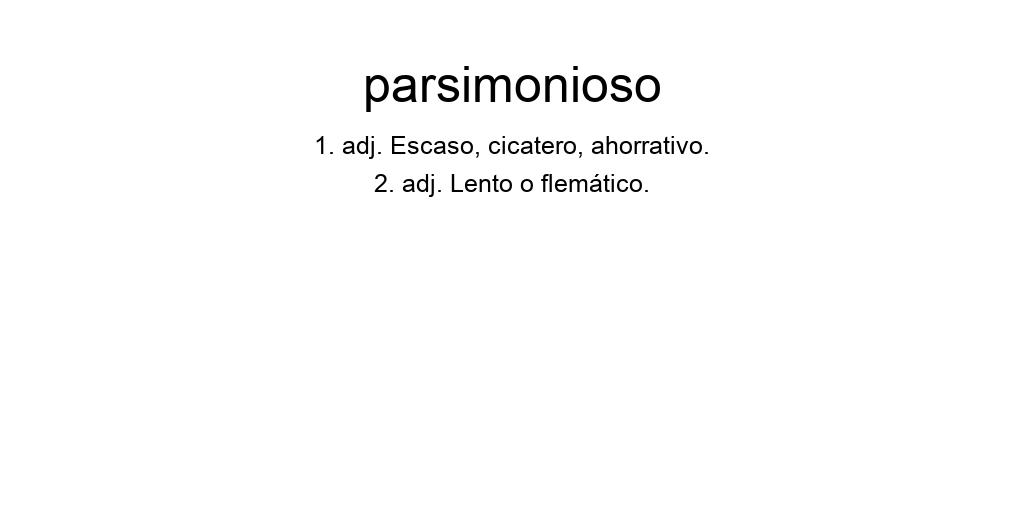 parsimonioso
1. adj. Escaso, cicatero, ahorrativo.
2. adj. Lento o flemático.